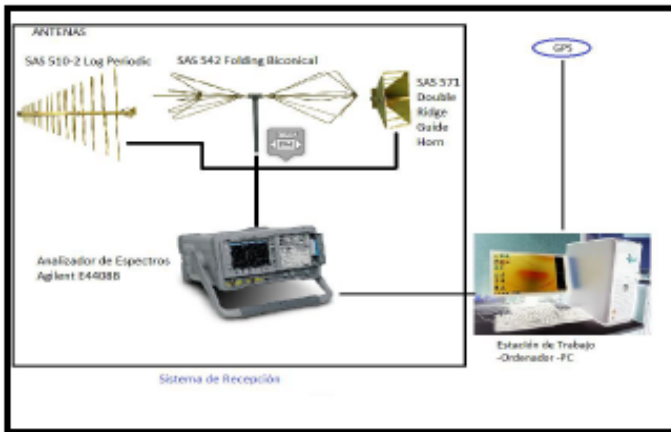 ANTENAS
SAS 510-2 Log Periodic
SAS 542 Folding Biconical
SAS 571
Double
Ridge
Guide
Horn
GPS
Analizador de Espectros
Agilent E4408B
Estación de Trabajo
-Ordenador -PC
Sistema de Recepción